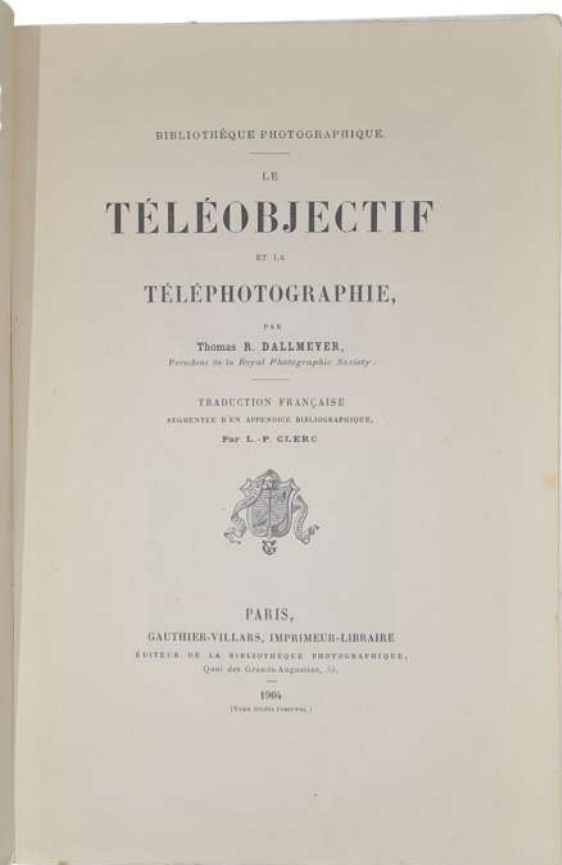 BIBLIOTHÈQUE PHOTOGRAPHIQUE.
LE
TÉLÉOBJECTIF
ET LA
TÉLÉPHOTOGRAPHIE,
PAR
Thomas R. DALLMEYER,
Président de la Royal Photographic Society.
TRADUCTION FRANÇAISE
AUGMENTÉE D'UN APPENDICE BIBLIOGRAPHIQUE,
Par L.-P. CLERC
PARIS,
GAUTHIER-VILLARS, IMPRIMEUR-LIBRAIRE
ÉDITEUR DE LA BIBLIOTHÈQUE PHOTOGRAPHIQUE,
Quai des Grands-Augustins, 55.
1904
(Tous droits réservés.)